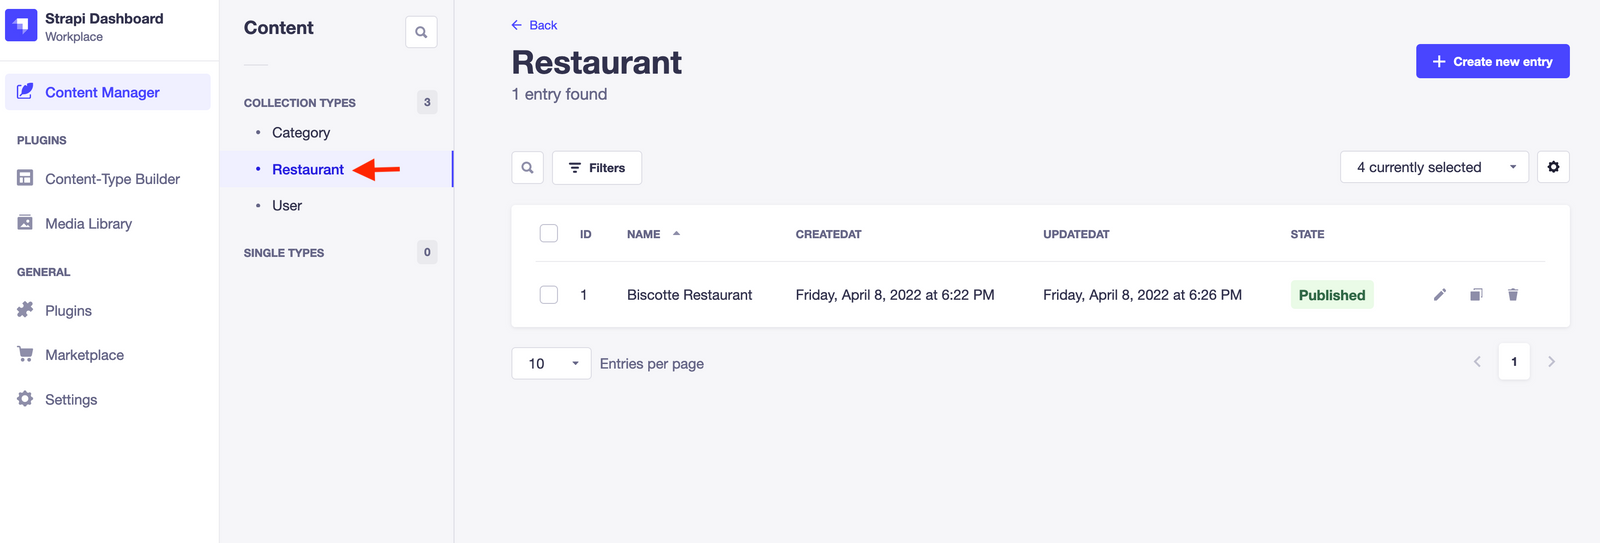 Strapi Dashboard
Workplace
Content Manager
PLUGINS
Content-Type Builder
Media Library
GENERAL
Plugins
Marketplace
Settings
Content
COLLECTION TYPES 3
Category
Restaurant
User
SINGLE TYPES 0
Back
Restaurant
1 entry found
Create new entry
Filters
4 currently selected
ID NAME CREATEDAT UPDATEDAT STATE
1 Biscotte Restaurant Friday, April 8, 2022 at 6:22 PM Friday, April 8, 2022 at 6:26 PM Published
10 Entries per page
1